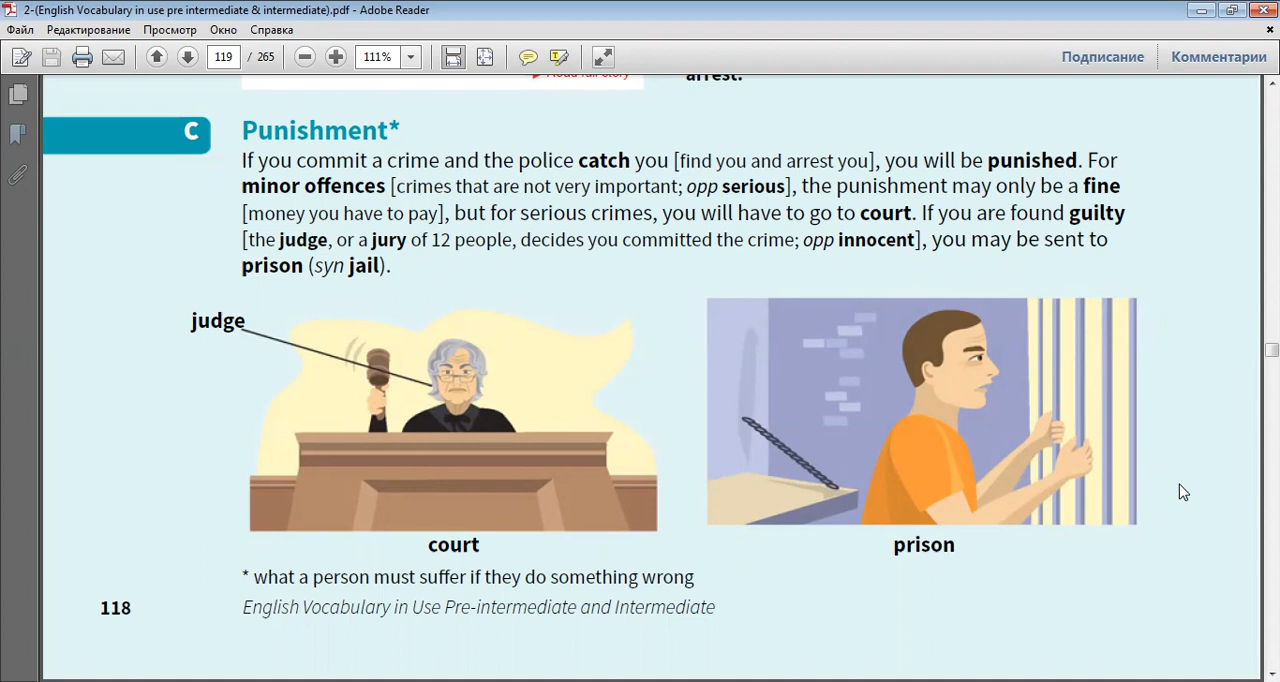 2-(English Vocabulary in use pre intermediate & intermediate).pdf - Adobe Reader
Файл Редактирование Просмотр Окно Справка
119 / 265 111% Подписание Комментарии
Read full story
arrest.
C Punishment*
If you commit a crime and the police catch you [find you and arrest you], you will be punished. For
minor offences [crimes that are not very important; opp serious], the punishment may only be a fine
[money you have to pay], but for serious crimes, you will have to go to court. If you are found guilty
[the judge, or a jury of 12 people, decides you committed the crime; opp innocent], you may be sent to
prison (syn jail).
judge
court
prison
* what a person must suffer if they do something wrong
118 English Vocabulary in Use Pre-intermediate and Intermediate